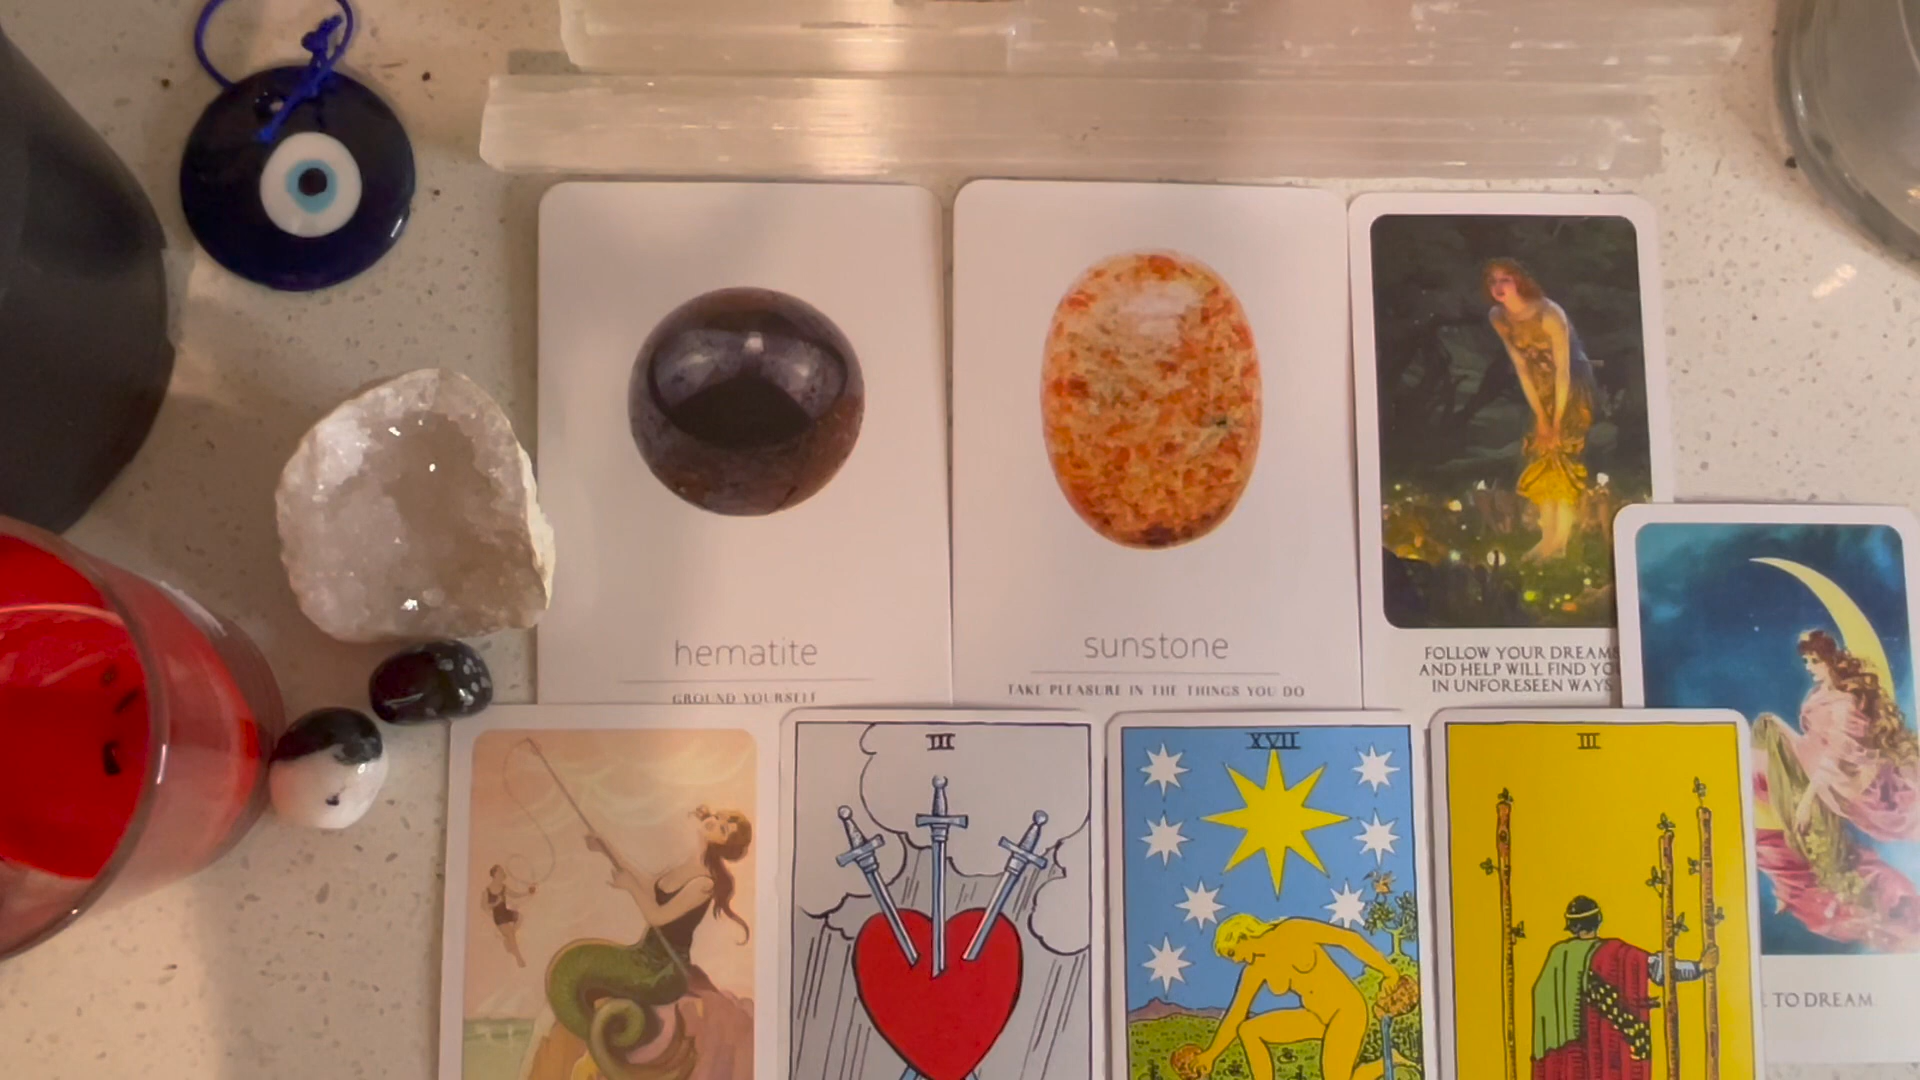 hematite
GROUND YOURSELF
sunstone
TAKE PLEASURE IN THE THINGS YOU DO
FOLLOW YOUR DREAMS
AND HELP WILL FIND YOU
IN UNFORESEEN WAYS
TO DREAM
III
XVII
III